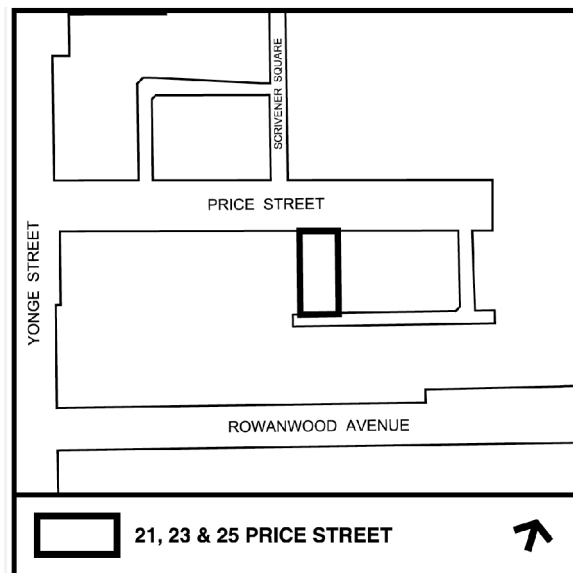 SCRIVENER SQUARE
PRICE STREET
YONGE STREET
ROWANWOOD AVENUE
21, 23 & 25 PRICE STREET